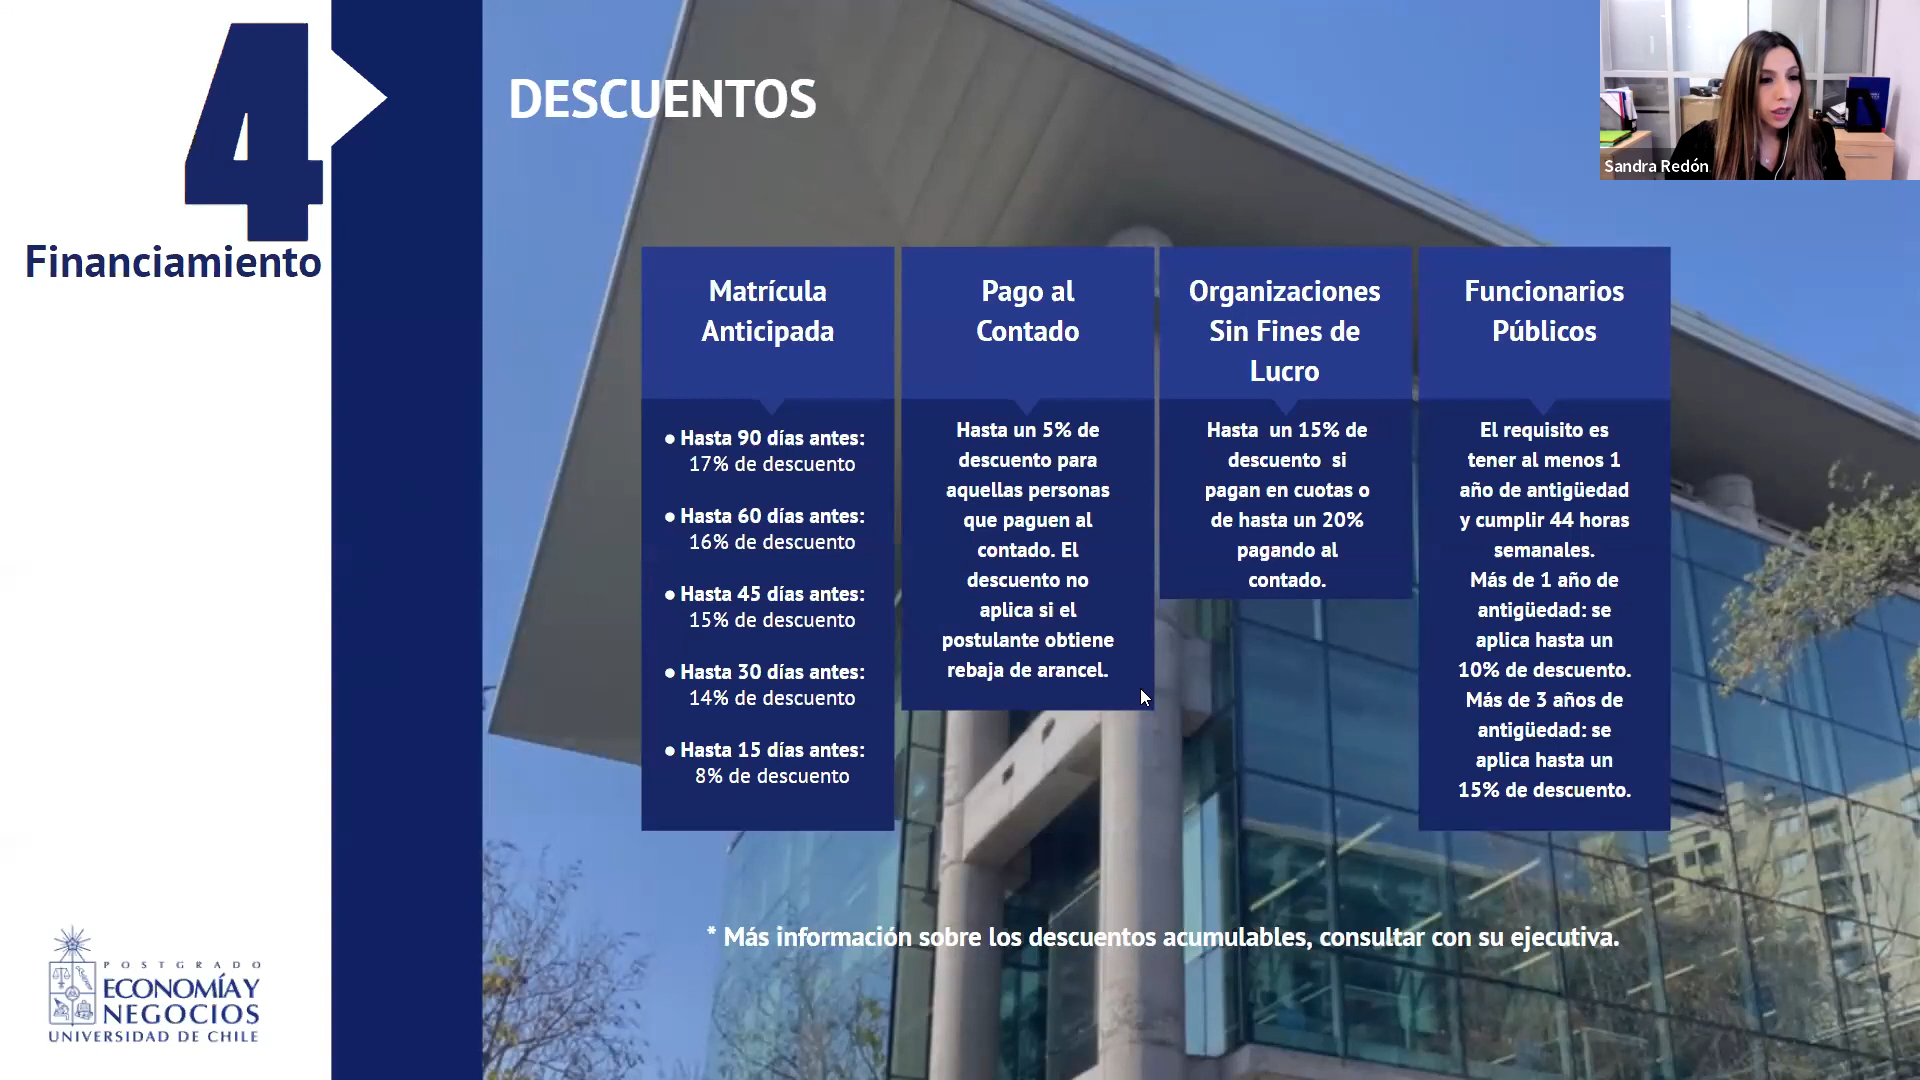 4
Financiamiento
DESCUENTOS
Sandra Redón
Matrícula
Anticipada
● Hasta 90 días antes:
17% de descuento
● Hasta 60 días antes:
16% de descuento
● Hasta 45 días antes:
15% de descuento
● Hasta 30 días antes:
14% de descuento
● Hasta 15 días antes:
8% de descuento
Pago al
Contado
Hasta un 5% de
descuento para
aquellas personas
que paguen al
contado. El
descuento no
aplica si el
postulante obtiene
rebaja de arancel.
Organizaciones
Sin Fines de
Lucro
Hasta un 15% de
descuento si
pagan en cuotas o
de hasta un 20%
pagando al
contado.
Funcionarios
Públicos
El requisito es
tener al menos 1
año de antigüedad
y cumplir 44 horas
semanales.
Más de 1 año de
antigüedad: se
aplica hasta un
10% de descuento.
Más de 3 años de
antigüedad: se
aplica hasta un
15% de descuento.
* Más información sobre los descuentos acumulables, consultar con su ejecutiva.
POSTGRADO
ECONOMÍA Y
NEGOCIOS
UNIVERSIDAD DE CHILE